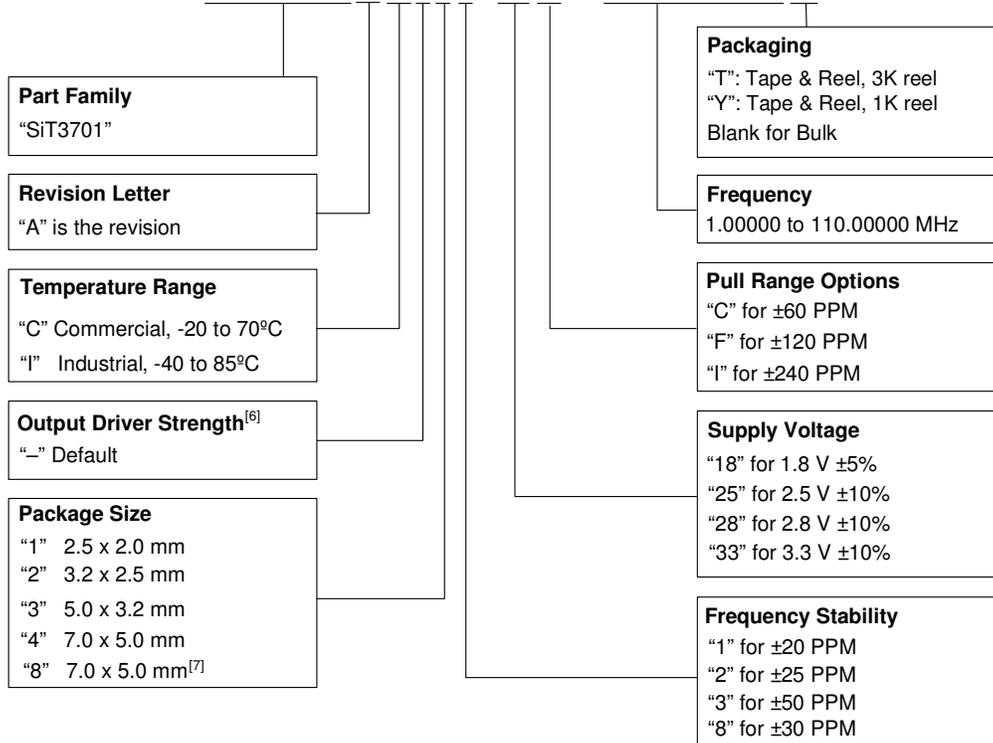 Part Family
“SiT3701”
Revision Letter
“A” is the revision
Temperature Range
“C” Commercial, -20 to 70ºC
“I” Industrial, -40 to 85ºC
Output Driver Strength[6]
“–” Default
Package Size
“1” 2.5 x 2.0 mm
“2” 3.2 x 2.5 mm
“3” 5.0 x 3.2 mm
“4” 7.0 x 5.0 mm
“8” 7.0 x 5.0 mm[7]
Packaging
“T”: Tape & Reel, 3K reel
“Y”: Tape & Reel, 1K reel
Blank for Bulk
Frequency
1.00000 to 110.00000 MHz
Pull Range Options
“C” for ±60 PPM
“F” for ±120 PPM
“I” for ±240 PPM
Supply Voltage
“18” for 1.8 V ±5%
“25” for 2.5 V ±10%
“28” for 2.8 V ±10%
“33” for 3.3 V ±10%
Frequency Stability
“1” for ±20 PPM
“2” for ±25 PPM
“3” for ±50 PPM
“8” for ±30 PPM